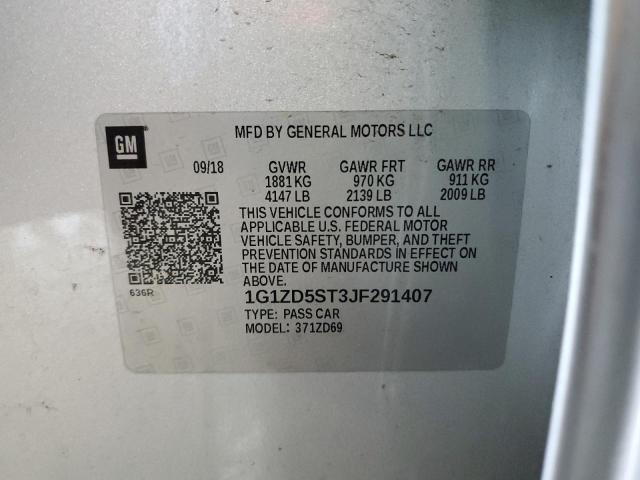 GM
MFD BY GENERAL MOTORS LLC
09/18 GVWR GAWR FRT GAWR RR
1881 KG 970 KG 911 KG
4147 LB 2139 LB 2009 LB
THIS VEHICLE CONFORMS TO ALL
APPLICABLE U.S. FEDERAL MOTOR
VEHICLE SAFETY, BUMPER, AND THEFT
PREVENTION STANDARDS IN EFFECT ON
THE DATE OF MANUFACTURE SHOWN
ABOVE.
636R
1G1ZD5ST3JF291407
TYPE: PASS CAR
MODEL: 371ZD69